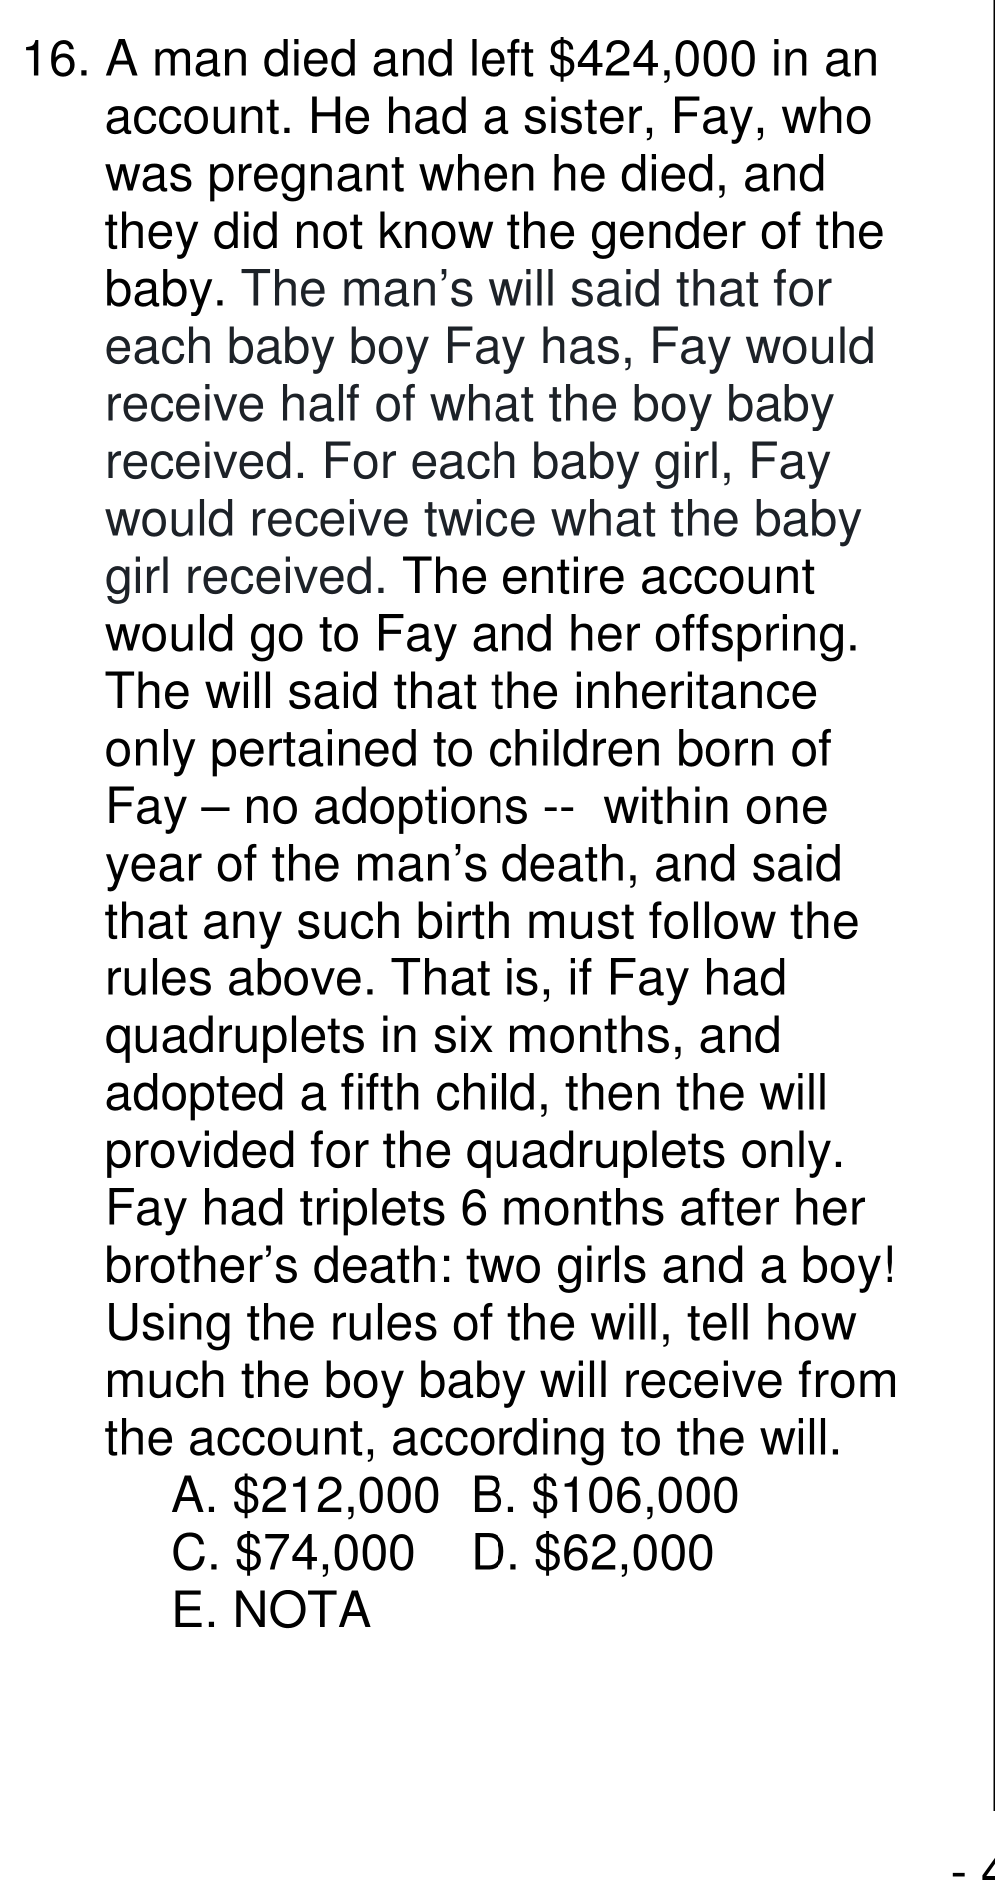 16. A man died and left $424,000 in an
account. He had a sister, Fay, who
was pregnant when he died, and
they did not know the gender of the
baby. The man’s will said that for
each baby boy Fay has, Fay would
receive half of what the boy baby
received. For each baby girl, Fay
would receive twice what the baby
girl received. The entire account
would go to Fay and her offspring.
The will said that the inheritance
only pertained to children born of
Fay – no adoptions -- within one
year of the man’s death, and said
that any such birth must follow the
rules above. That is, if Fay had
quadruplets in six months, and
adopted a fifth child, then the will
provided for the quadruplets only.
Fay had triplets 6 months after her
brother’s death: two girls and a boy!
Using the rules of the will, tell how
much the boy baby will receive from
the account, according to the will.
A. $212,000 B. $106,000
C. $74,000 D. $62,000
E. NOTA